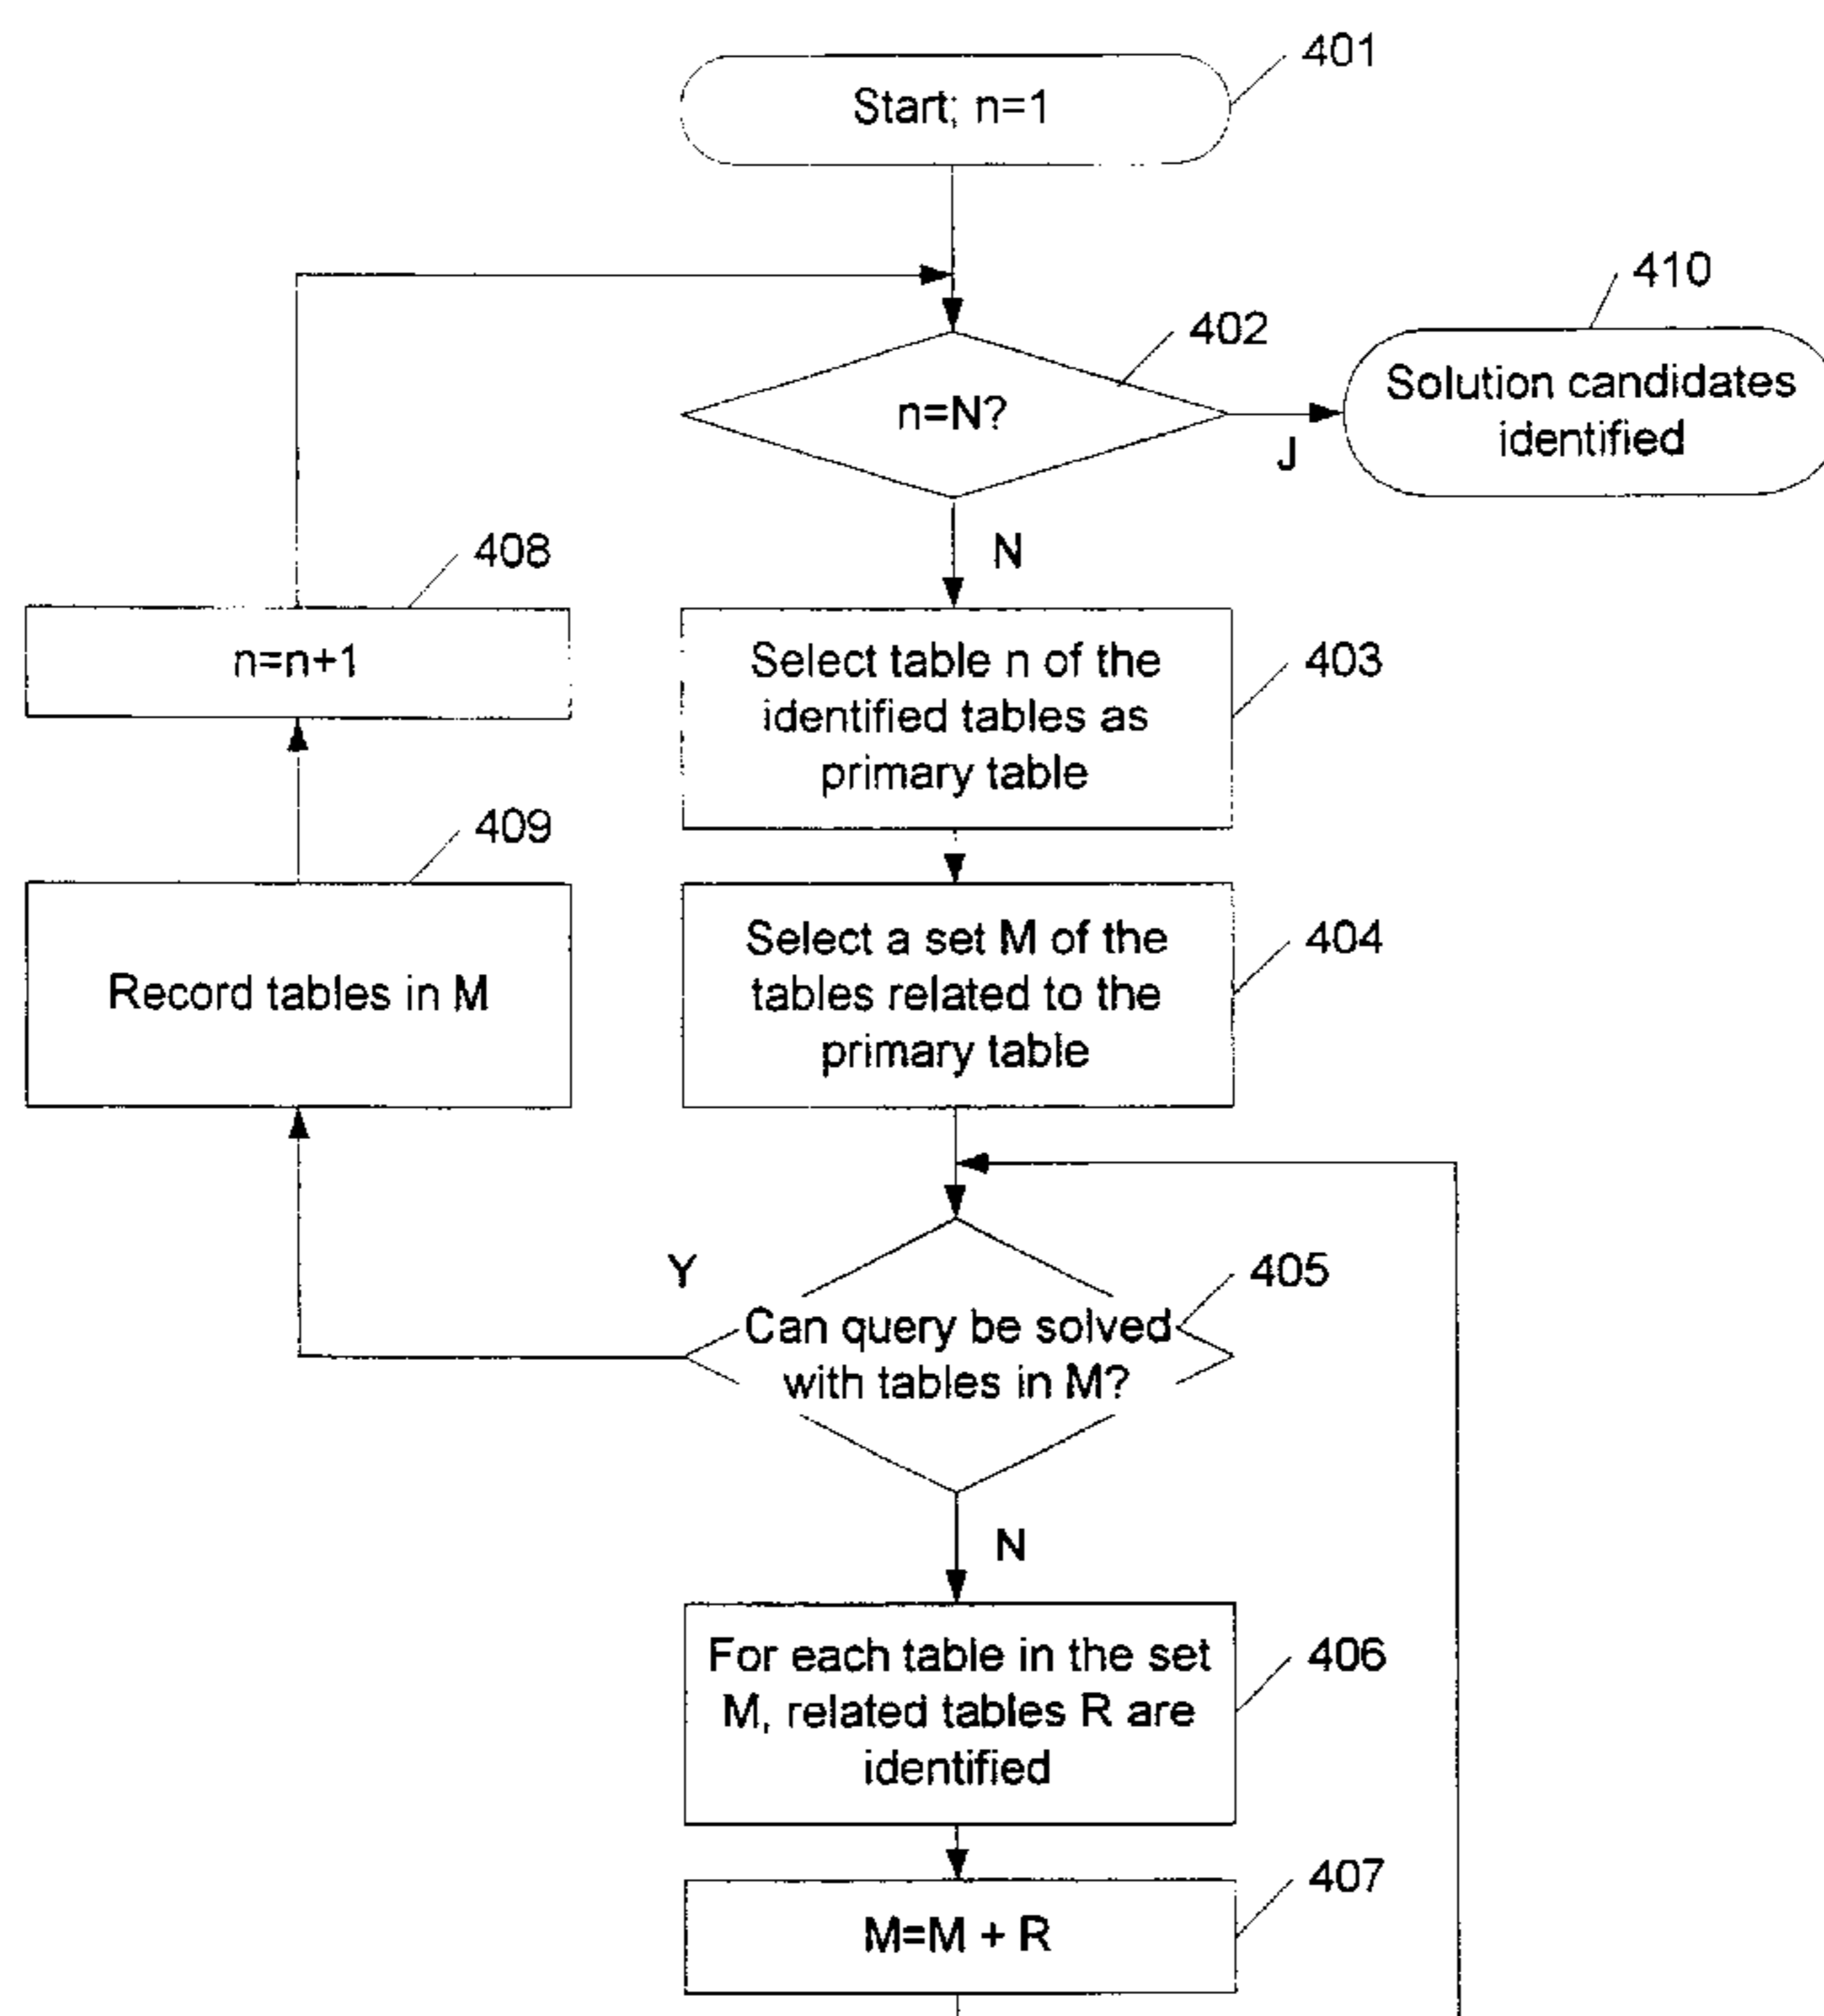 401
Start; n=1
410
402
Solution candidates
identified
n=N?
J
N
408
n=n+1
Select table n of the
identified tables as
primary table
403
409
Record tables in M
Select a set M of the
tables related to the
primary table
404
Y
405
Can query be solved
with tables in M?
N
For each table in the set
M, related tables R are
identified
406
407
M=M + R